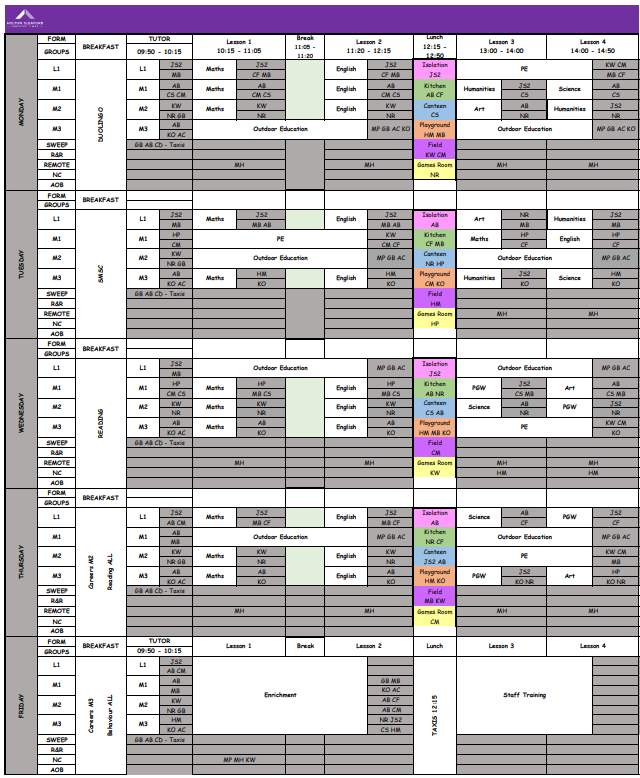 HOLTON SLEAFORD
FORM BREAKFAST TUTOR Lesson 1 Break Lesson 2 Lunch Lesson 3 Lesson 4
GROUPS 09:50 - 10:15 10:15 - 11:05 11:05 - 11:20 11:20 - 12:15 12:15 - 12:50 13:00 - 14:00 14:00 - 14:50
MONDAY
DUOLINGO
L1 L1 JS2 Maths JS2 English JS2 Isolation PE KW CM
MB CF MB CF MB JS2 MB CF
M1 M1 AB Maths AB English AB Kitchen Humanities JS2 Science AB
CS CM CM CS CM CS AB CF CS CS
M2 M2 KW Maths KW English KW Canteen Art AB Humanities JS2
NR GB NR NR CS NR NR
M3 M3 AB Outdoor Education MP GB AC KO Playground Outdoor Education MP GB AC KO
KO AC HM MB
SWEEP GB AB CD - Taxis Field
R&R KW CM
REMOTE MH MH Games Room MH MH
NC NR
AOB
TUESDAY
SMSC
FORM BREAKFAST
GROUPS
L1 L1 JS2 Maths JS2 English KW Isolation Art NR Humanities JS2
MB MB AB MB AB AB MB MB
M1 M1 HP PE KW Kitchen Maths HP English HP
CM CM CF CF MB CF CF
M2 M2 KW Outdoor Education MP GB AC Canteen Outdoor Education MP GB AC
NR GB NR HP
M3 M3 AB Maths HM English HM Playground Humanities JS2 Science HM
KO AC KO KO CM KO KO KO
SWEEP GB AB CD - Taxis Field
R&R HM
REMOTE Games Room MH MH
NC HP
AOB
WEDNESDAY
READING
FORM BREAKFAST
GROUPS
L1 L1 JS2 Outdoor Education MP GB AC Isolation Outdoor Education MP GB AC
MB JS2
M1 M1 HP Maths HP English HP Kitchen PGW JS2 Art AB
CM CS MB CS MB CS AB NR CS MB CS MB
M2 M2 KW Maths KW English KW Canteen Science AB PGW JS2
NR NR NR CS AB NR NR
M3 M3 AB Maths AB English AB Playground PE KW CM
KO AC KO KO HM MB KO KO
SWEEP GB AB CD - Taxis Field
R&R CM
REMOTE MH MH Games Room MH MH
NC KW HM HM
AOB
THURSDAY
Careers M2
Reading ALL
FORM BREAKFAST
GROUPS
L1 L1 JS2 Maths JS2 English JS2 Isolation Science AB PGW JS2
AB CM MB CF MB CF AB CF CF
M1 M1 AB Outdoor Education MP GB AC Kitchen Outdoor Education MP GB AC
MB NR CF
M2 M2 KW Maths KW English KW Canteen PE KW CM
NR GB NR NR JS2 AB NR
M3 M3 AB Maths AB English AB Playground PGW JS2 Art HM
KO AC KO KO HM KO KO NR KO NR
SWEEP GB AB CD - Taxis Field
R&R MB KW
REMOTE MH MH Games Room MH MH
NC CM
AOB
FRIDAY
Careers M3
Behaviour ALL
FORM BREAKFAST TUTOR Lesson 1 Break Lesson 2 Lunch Lesson 3 Lesson 4
GROUPS 09:50 - 10:15
L1 L1 JS2
AB CM
M1 M1 AB Enrichment GB MB TAXIS 12:15 Staff Training
MB KO AC
M2 M2 KW AB CF
NR GB AB CM
M3 M3 HM NR JS2
KO AC CS HM
SWEEP GB AB CD - Taxis
R&R
REMOTE
NC MP MH KW
AOB